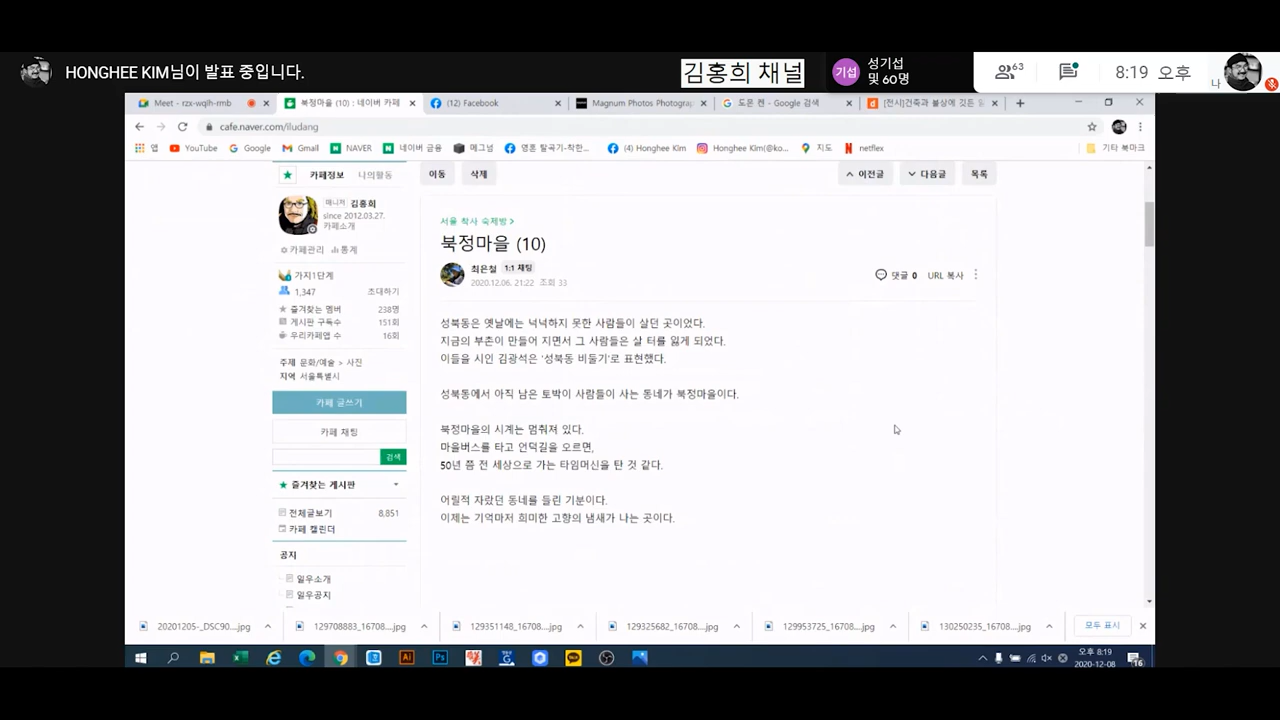 HONGHEE KIM님이 발표 중입니다.
김홍희 채널
기섭
성기섭
및 60명
63
8:19 오후
나
Meet - rzx-wqih-rmb
북정마을 (10) : 네이버 카페
(12) Facebook
Magnum Photos Photogra
도몬 켄 - Google 검색
[전시]건축과 불상에 깃든 일
cafe.naver.com/iludang
앱
YouTube
Google
Gmail
NAVER
네이버 금융
매그넘
영혼 탈곡기-착한...
(4) Honghee Kim
Honghee Kim(@ko...
지도
netflex
기타 북마크
카페정보
나의활동
이동
삭제
이전글
다음글
목록
매니저 김홍희
since 2012.03.27.
카페소개
카페관리
통계
가지1단계
1,347
초대하기
즐겨찾는 멤버
238명
게시판 구독수
151회
우리카페앱 수
16회
주제 문화/예술 > 사진
지역 서울특별시
카페 글쓰기
카페 채팅
검색
즐겨찾는 게시판
전체글보기
8,851
카페 캘린더
공지
일우소개
일우공지
서울 착사 숙제방 >
북정마을 (10)
최은철 1:1 채팅
2020.12.06. 21:22 조회 33
댓글 0
URL 복사
성북동은 옛날에는 넉넉하지 못한 사람들이 살던 곳이었다.
지금의 부촌이 만들어 지면서 그 사람들은 살 터를 잃게 되었다.
이들을 시인 김광석은 '성북동 비둘기'로 표현했다.
성북동에서 아직 남은 토박이 사람들이 사는 동네가 북정마을이다.
북정마을의 시계는 멈춰져 있다.
마을버스를 타고 언덕길을 오르면,
50년 쯤 전 세상으로 가는 타임머신을 탄 것 같다.
어릴적 자랐던 동네를 들린 기분이다.
이제는 기억마저 희미한 고향의 냄새가 나는 곳이다.
20201205-_DSC90....jpg
129708883_16708....jpg
129351148_16708....jpg
129325682_16708....jpg
129953725_16708....jpg
130250235_16708....jpg
모두 표시
오후 8:19
2020-12-08
16